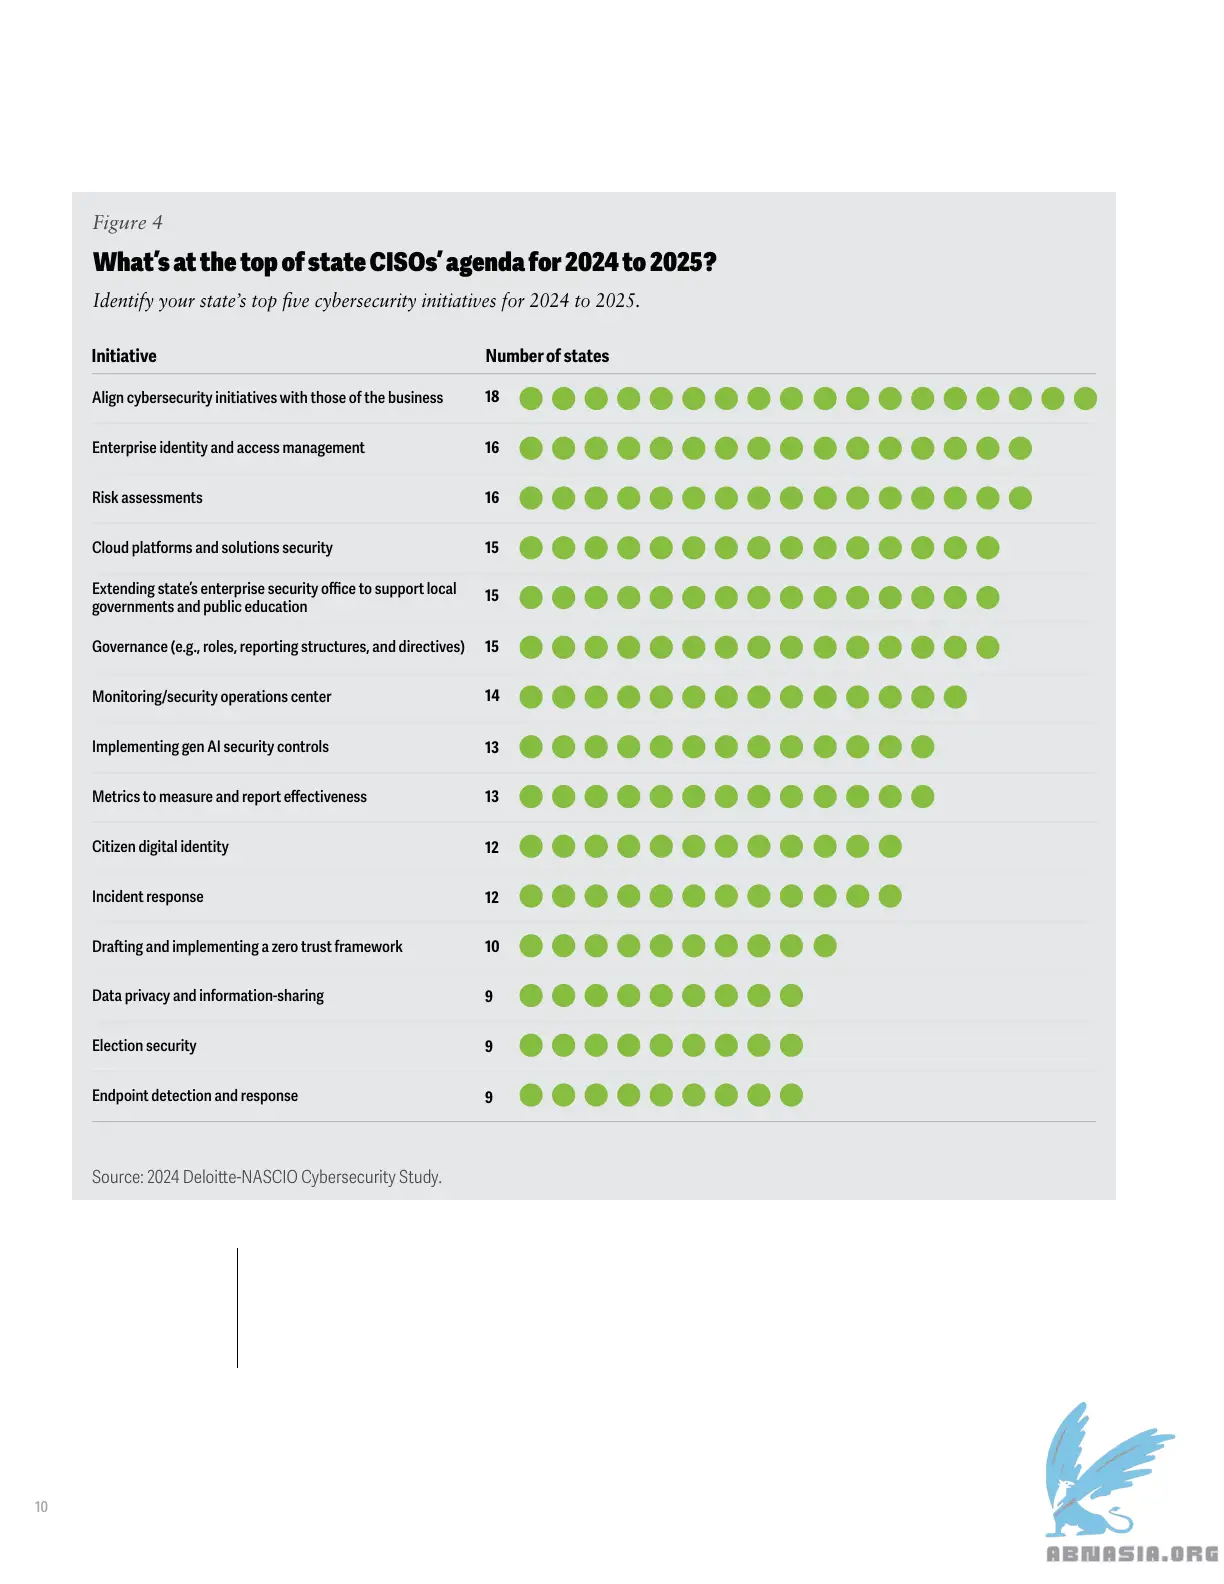 Figure 4
What's at the top of state CISOs' agenda for 2024 to 2025?
Identify your state's top five cybersecurity initiatives for 2024 to 2025.
Initiative Number of states
Align cybersecurity initiatives with those of the business 18
Enterprise identity and access management 16
Risk assessments 16
Cloud platforms and solutions security 15
Extending state's enterprise security office to support local
governments and public education 15
Governance (e.g., roles, reporting structures, and directives) 15
Monitoring/security operations center 14
Implementing gen AI security controls 13
Metrics to measure and report effectiveness 13
Citizen digital identity 12
Incident response 12
Drafting and implementing a zero trust framework 10
Data privacy and information-sharing 9
Election security 9
Endpoint detection and response 9
Source: 2024 Deloitte-NASCIO Cybersecurity Study.
10
ABNASIA.ORG